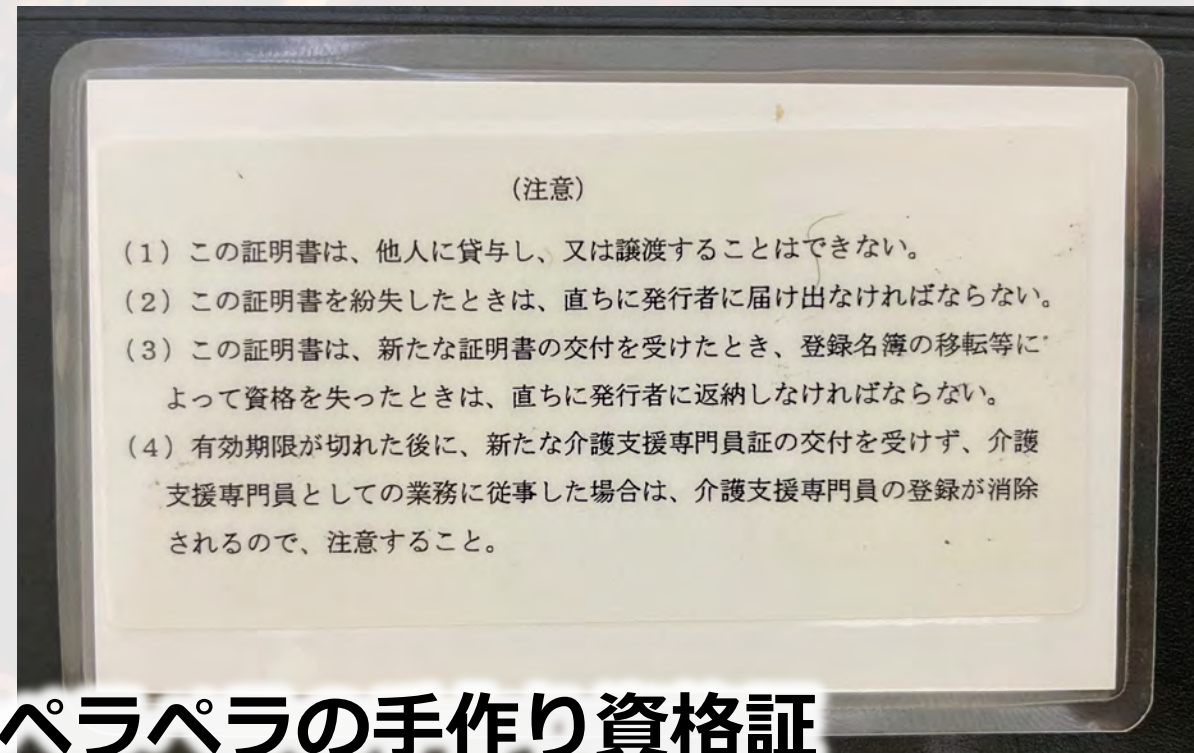 (注意)
(1) この証明書は、他人に貸与し、又は譲渡することはできない。
(2) この証明書を紛失したときは、直ちに発行者に届け出なければならない。
(3) この証明書は、新たな証明書の交付を受けたとき、登録名簿の移転等に
よって資格を失ったときは、直ちに発行者に返納しなければならない。
(4) 有効期限が切れた後に、新たな介護支援専門員証の交付を受けず、介護
支援専門員としての業務に従事した場合は、介護支援専門員の登録が消除
されるので、注意すること。
ペラペラの手作り資格証